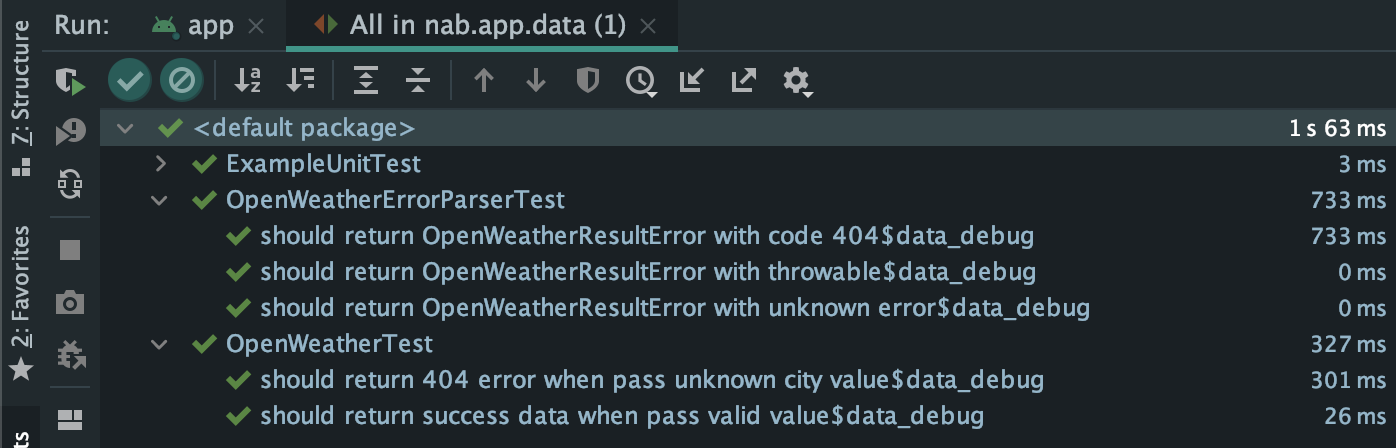 Run: app All in nab.app.data (1)
Z: Structure
2: Favorites
<default package> 1 s 63 ms
ExampleUnitTest 3 ms
OpenWeatherErrorParserTest 733 ms
should return OpenWeatherResultError with code 404$data_debug 733 ms
should return OpenWeatherResultError with throwable$data_debug 0 ms
should return OpenWeatherResultError with unknown error$data_debug 0 ms
OpenWeatherTest 327 ms
should return 404 error when pass unknown city value$data_debug 301 ms
should return success data when pass valid value$data_debug 26 ms